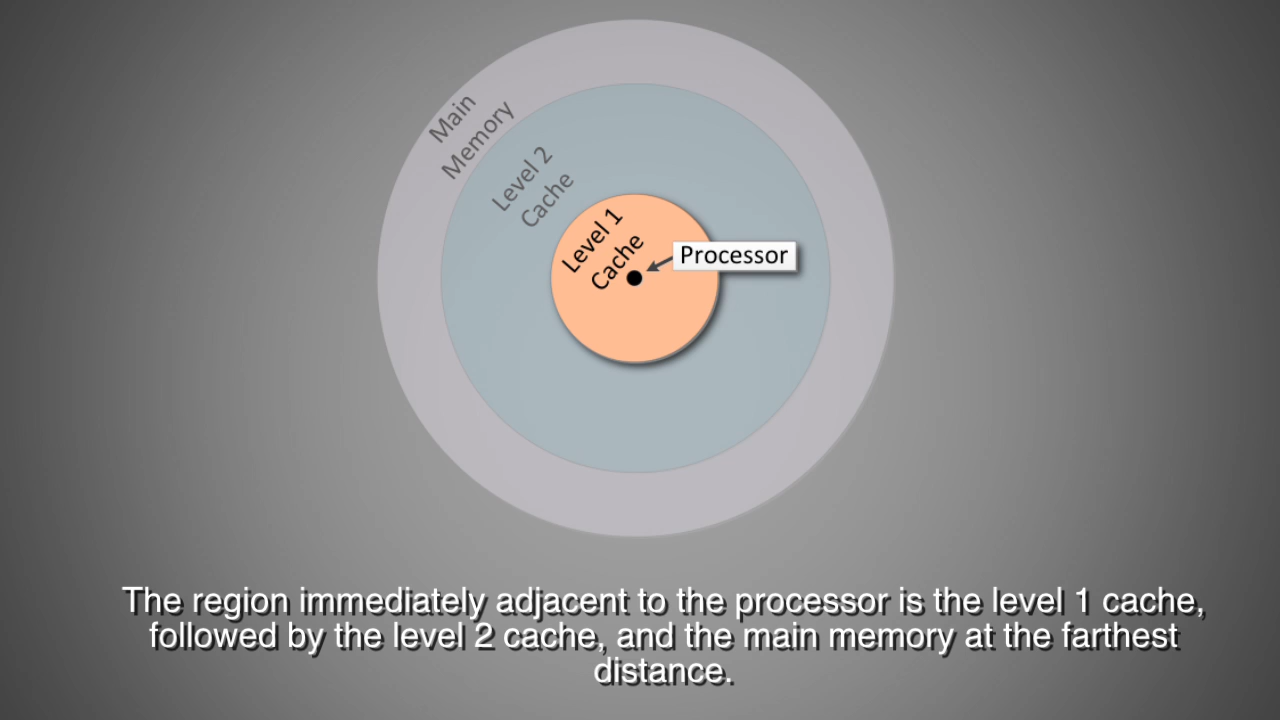 Main
Memory
Level 2
Cache
Level 1
Cache
Processor
The region immediately adjacent to the processor is the level 1 cache,
followed by the level 2 cache, and the main memory at the farthest
distance.